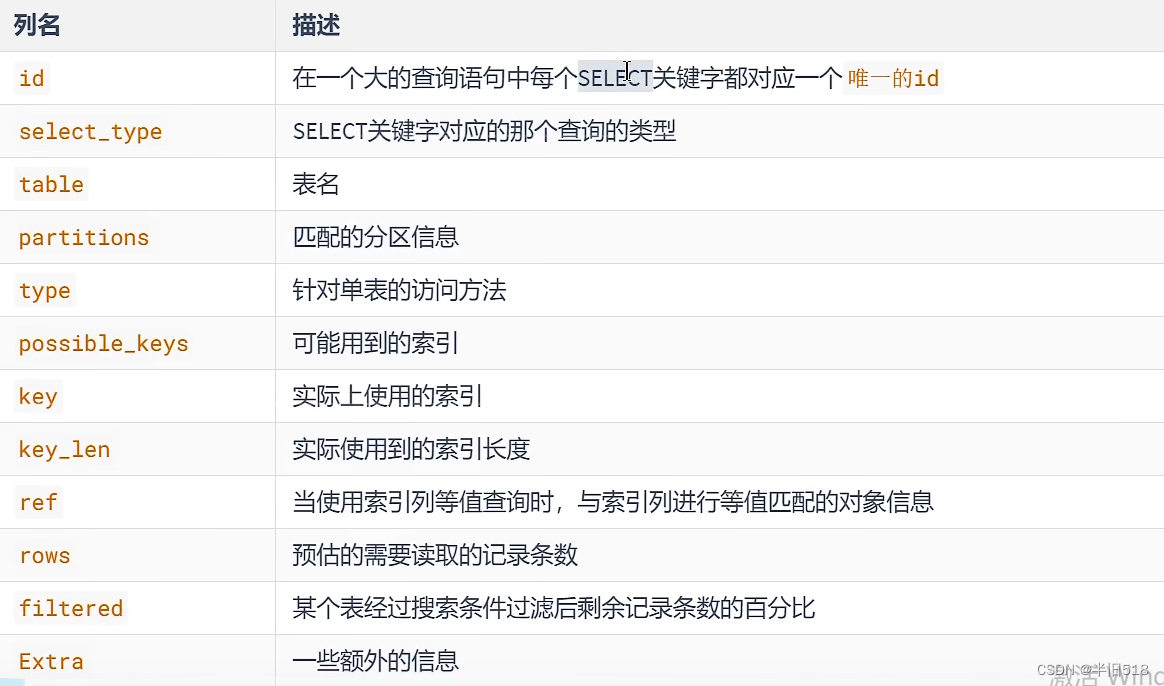 列名 描述
id 在一个大的查询语句中每个SELECT关键字都对应一个 唯一的id
select_type SELECT关键字对应的那个查询的类型
table 表名
partitions 匹配的分区信息
type 针对单表的访问方法
possible_keys 可能用到的索引
key 实际上使用的索引
key_len 实际使用到的索引长度
ref 当使用索引列等值查询时，与索引列进行等值匹配的对象信息
rows 预估的需要读取的记录条数
filtered 某个表经过搜索条件过滤后剩余记录条数的百分比
Extra 一些额外的信息
CSDN @半旧518
激活 Winc